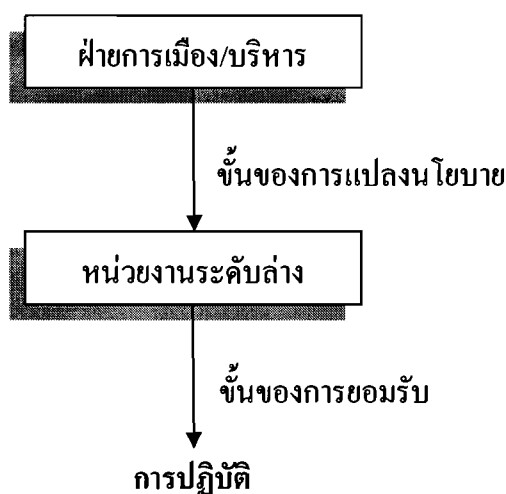 ฝ่ายการเมือง/บริหาร
ขั้นของการแปลงนโยบาย
หน่วยงานระดับล่าง
ขั้นของการยอมรับ
การปฏิบัติ